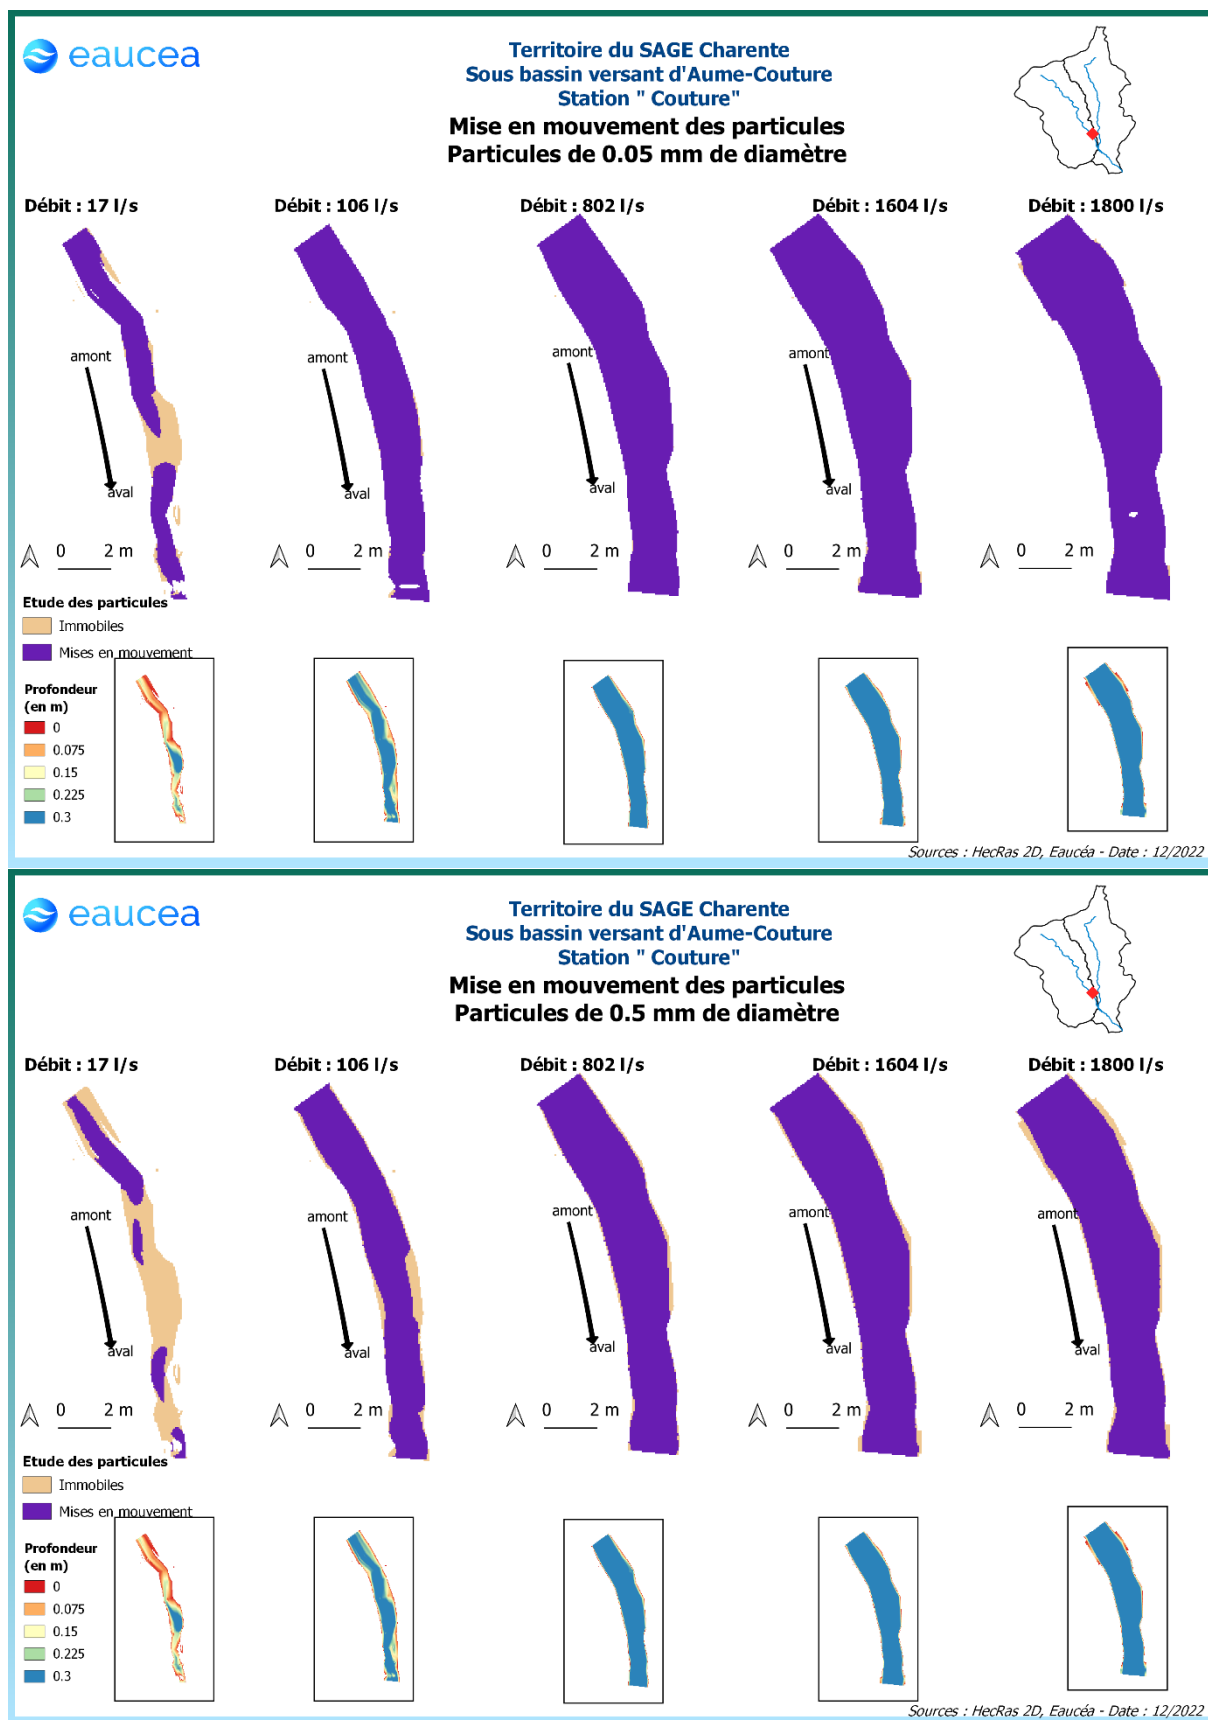 eaucea
Territoire du SAGE Charente
Sous bassin versant d'Aume-Couture
Station " Couture"
Mise en mouvement des particules
Particules de 0.05 mm de diamètre
Débit : 17 l/s
Débit : 106 l/s
Débit : 802 l/s
Débit : 1604 l/s
Débit : 1800 l/s
amont
amont
amont
amont
amont
aval
aval
aval
aval
aval
0 2 m
0 2 m
0 2 m
0 2 m
0 2 m
Etude des particules
Immobiles
Mises en mouvement
Profondeur
(en m)
0
0.075
0.15
0.225
0.3
Sources : HecRas 2D, Eaucéa - Date : 12/2022
eaucea
Territoire du SAGE Charente
Sous bassin versant d'Aume-Couture
Station " Couture"
Mise en mouvement des particules
Particules de 0.5 mm de diamètre
Débit : 17 l/s
Débit : 106 l/s
Débit : 802 l/s
Débit : 1604 l/s
Débit : 1800 l/s
amont
amont
amont
amont
amont
aval
aval
aval
aval
aval
0 2 m
0 2 m
0 2 m
0 2 m
0 2 m
Etude des particules
Immobiles
Mises en mouvement
Profondeur
(en m)
0
0.075
0.15
0.225
0.3
Sources : HecRas 2D, Eaucéa - Date : 12/2022